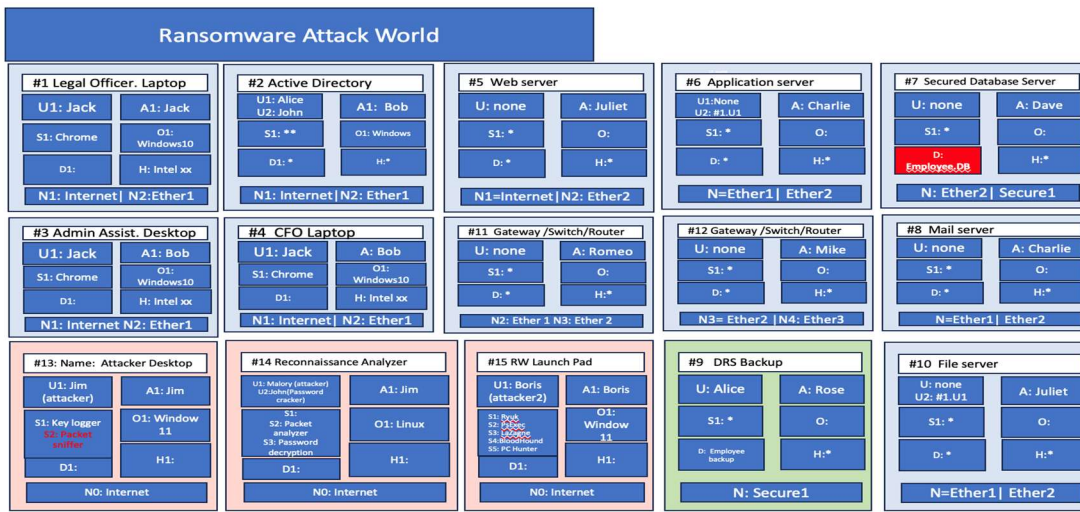 Ransomware Attack World
#1 Legal Officer. Laptop
U1: Jack
A1: Jack
S1: Chrome
O1:
Windows10
D1:
H: Intel xx
N1: Internet| N2:Ether1
#2 Active Directory
U1: Alice
U2: John
A1: Bob
S1: **
O1: Windows
D1: *
H:*
N1: Internet|N2: Ether1
#5 Web server
U: none
A: Juliet
S1: *
O:
D: *
H:*
N1=Internet|N2: Ether2
#6 Application server
U1:None
U2: #1.U1
A: Charlie
S1: *
O:
D: *
H:*
N=Ether1| Ether2
#7 Secured Database Server
U: none
A: Dave
S1: *
O:
D:
Employee.DB
H:*
N: Ether2| Secure1
#3 Admin Assist. Desktop
U1: Jack
A1: Bob
S1: Chrome
O1:
Windows10
D1:
H: Intel xx
N1: Internet N2: Ether1
#4 CFO Laptop
U1: Jack
A: Bob
S1: Chrome
O1:
Windows10
D1:
H: Intel xx
N1: Internet| N2: Ether1
#11 Gateway /Switch/Router
U: none
A: Romeo
S1: *
O:
D: *
H:*
N2: Ether 1 N3: Ether 2
#12 Gateway /Switch/Router
U: none
A: Mike
S1: *
O:
D: *
H:*
N3= Ether2 |N4: Ether3
#8 Mail server
U: none
A: Charlie
S1: *
O:
D: *
H:*
N=Ether1| Ether2
#13: Name: Attacker Desktop
U1: Jim
(attacker)
A1: Jim
S1: Key logger
S2: Packet
sniffer
O1: Window
11
D1:
H1:
N0: Internet
#14 Reconnaissance Analyzer
U1: Malory (attacker)
U2:John(Password
cracker)
A1: Jim
S1:
S2: Packet
analyzer
S3: Password
decryption
O1: Linux
D1:
H1:
N0: Internet
#15 RW Launch Pad
U1: Boris
(attacker2)
A1: Boris
S1: Ryuk
S2: PsExec
S3: LaZagne
S4:BloodHound
S5: PC Hunter
O1:
Window
11
D1:
H1:
N0: Internet
#9 DRS Backup
U: Alice
A: Rose
S1: *
O:
D: Employee
backup
H:*
N: Secure1
#10 File server
U: none
U2: #1.U1
A: Juliet
S1: *
O:
D: *
H:*
N=Ether1| Ether2